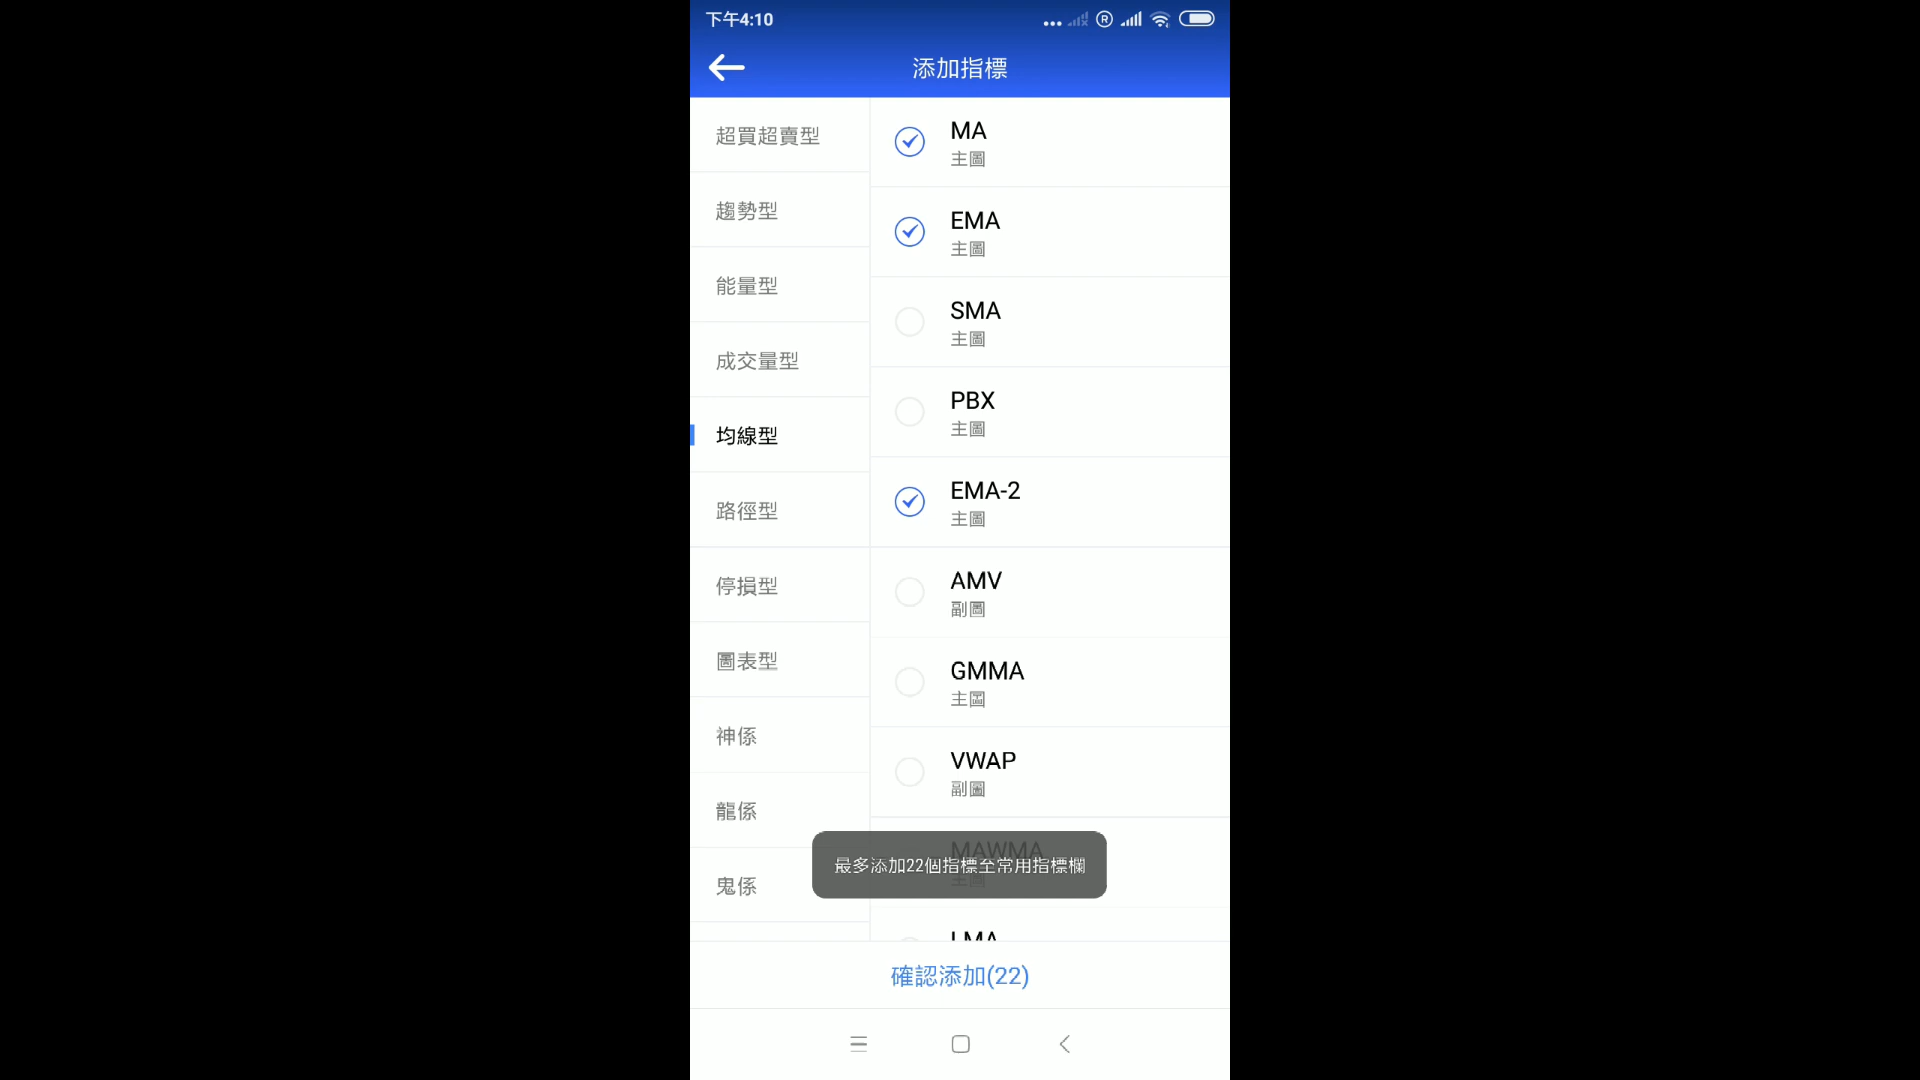 下午4:10
添加指標
超買超賣型
趨勢型
能量型
成交量型
均線型
路徑型
停損型
圖表型
神係
龍係
鬼係
MA
主圖
EMA
主圖
SMA
主圖
PBX
主圖
EMA-2
主圖
AMV
副圖
GMMA
主圖
VWAP
副圖
MAWMA
主圖
最多添加22個指標至常用指標欄
LMA
確認添加(22)